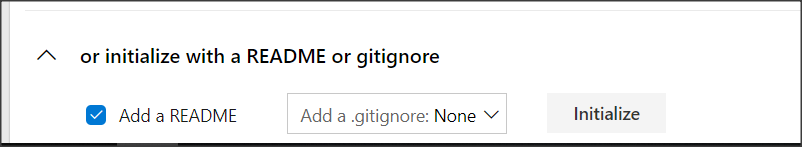 or initialize with a README or gitignore
Add a README Add a .gitignore: None Initialize